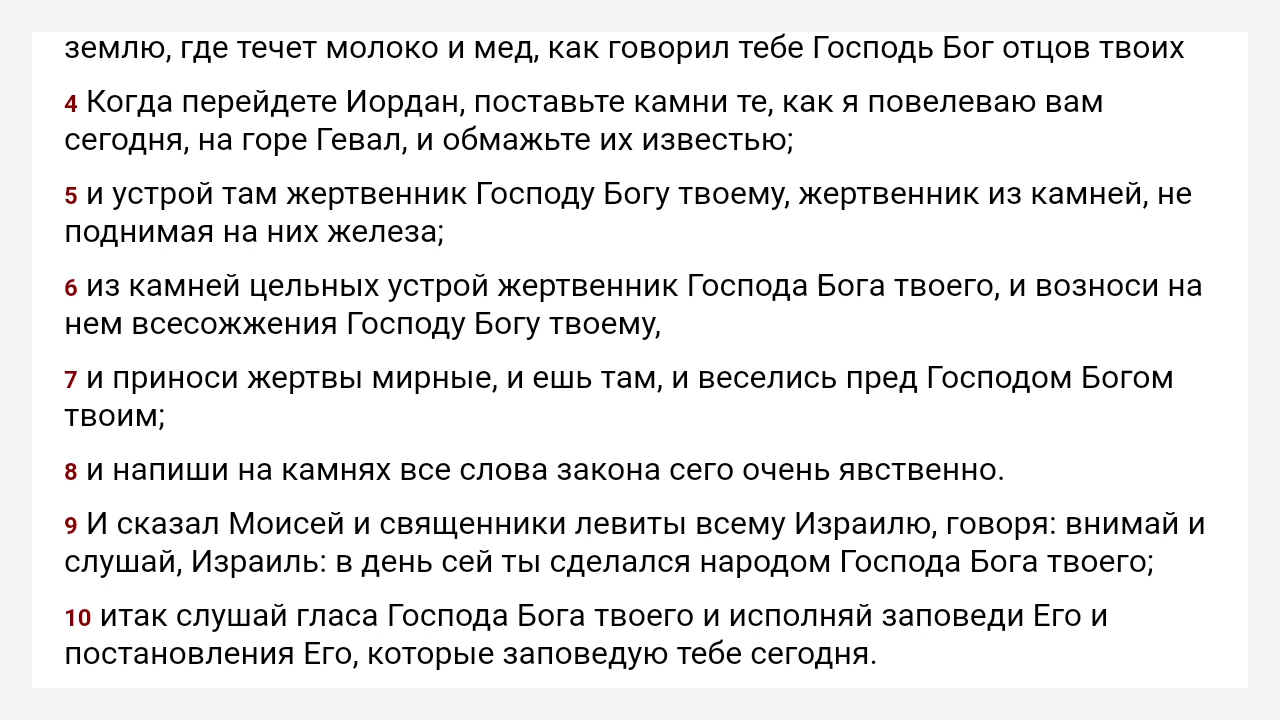 землю, где течет молоко и мед, как говорил тебе Господь Бог отцов твоих
4 Когда перейдете Иордан, поставьте камни те, как я повелеваю вам
сегодня, на горе Гевал, и обмажьте их известью;
5 и устрой там жертвенник Господу Богу твоему, жертвенник из камней, не
поднимая на них железа;
6 из камней цельных устрой жертвенник Господа Бога твоего, и возноси на
нем всесожжения Господу Богу твоему,
7 и приноси жертвы мирные, и ешь там, и веселись пред Господом Богом
твоим;
8 и напиши на камнях все слова закона сего очень явственно.
9 И сказал Моисей и священники левиты всему Израилю, говоря: внимай и
слушай, Израиль: в день сей ты сделался народом Господа Бога твоего;
10 итак слушай гласа Господа Бога твоего и исполняй заповеди Его и
постановления Его, которые заповедую тебе сегодня.